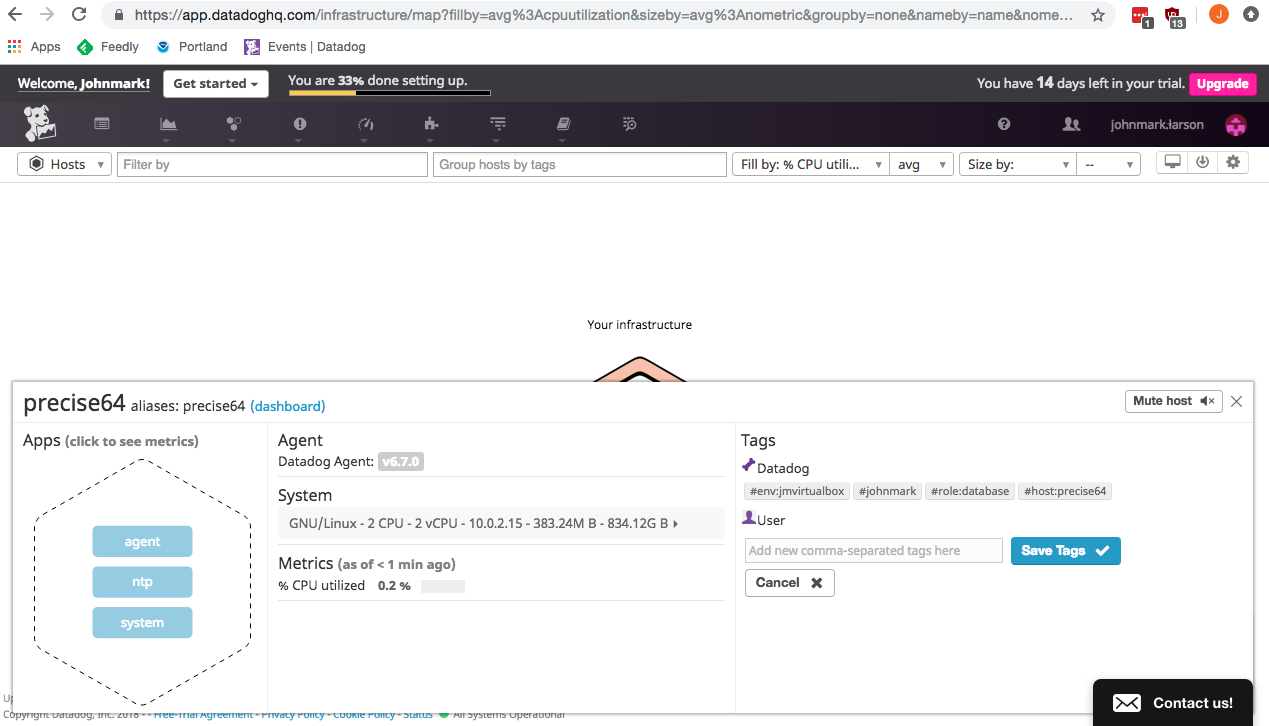 https://app.datadoghq.com/infrastructure/map?fillby=avg%3Acpuutilization&sizeby=avg%3Anometric&groupby=none&nameby=name&nome...
1
13
J
Apps
Feedly
Portland
Events | Datadog
Welcome, Johnmark!
Get started
You are 33% done setting up.
You have 14 days left in your trial.
Upgrade
johnmark.larson
Hosts
Filter by
Group hosts by tags
Fill by: % CPU utili...
avg
Size by:
--
Your infrastructure
precise64 aliases: precise64 (dashboard)
Mute host
Apps (click to see metrics)
agent
ntp
system
Agent
Datadog Agent: v6.7.0
System
GNU/Linux - 2 CPU - 2 vCPU - 10.0.2.15 - 383.24M B - 834.12G B
Metrics (as of < 1 min ago)
% CPU utilized 0.2 %
Tags
Datadog
#env:jmvirtualbox #johnmark #role:database #host:precise64
User
Add new comma-separated tags here
Save Tags
Cancel
Copyright Datadog, Inc. 2018 - - Free-Trial Agreement - Privacy Policy - Cookie Policy - Status All Systems Operational
Contact us!